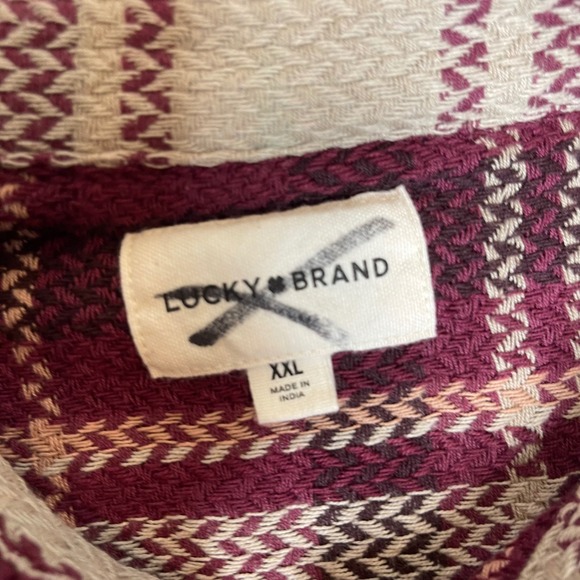 LUCKY BRAND
XXL
MADE IN
INDIA